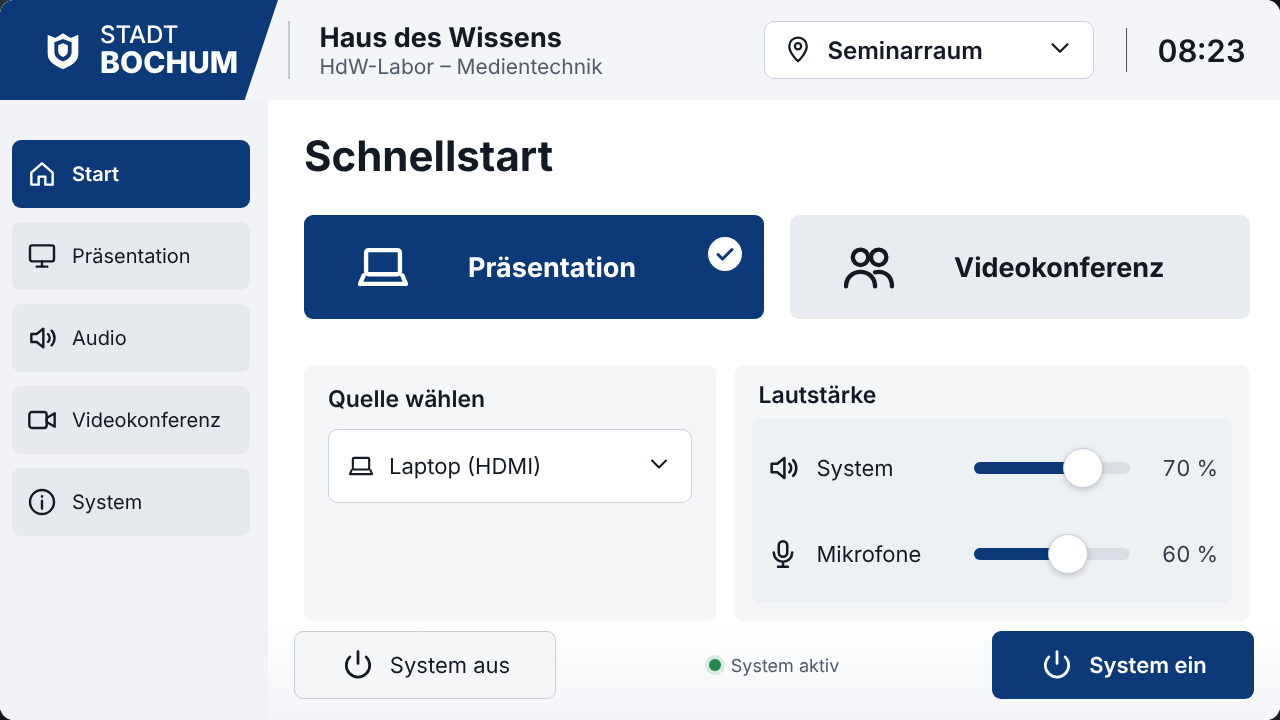 STADT
BOCHUM
Haus des Wissens
HdW-Labor – Medientechnik
Seminarraum
08:23
Start
Präsentation
Audio
Videokonferenz
System
Schnellstart
Präsentation
Videokonferenz
Quelle wählen
Laptop (HDMI)
Lautstärke
System
70 %
Mikrofone
60 %
System aus
System aktiv
System ein